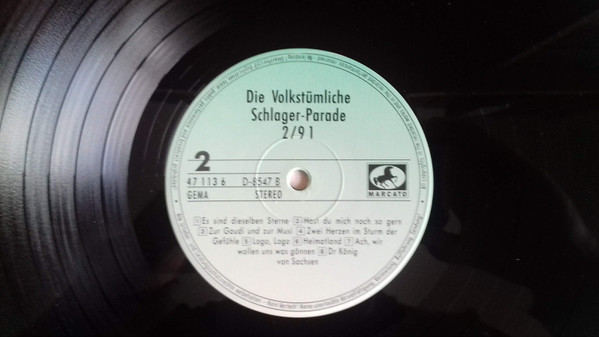 Die Volkstümliche
Schlager-Parade
2/91
2
47 113 6 D-8547 B
GEMA STEREO
MARCATO
1 Es sind dieselben Sterne 2 Hast du mich noch so gern
3 Zur Gaudi und zur Musi 4 Zwei Herzen im Sturm der
Gefühle 5 Logo, Logo 6 Heimatland 7 Ach, wir
wollen uns was gönnen 8 Dr König
von Sachsen